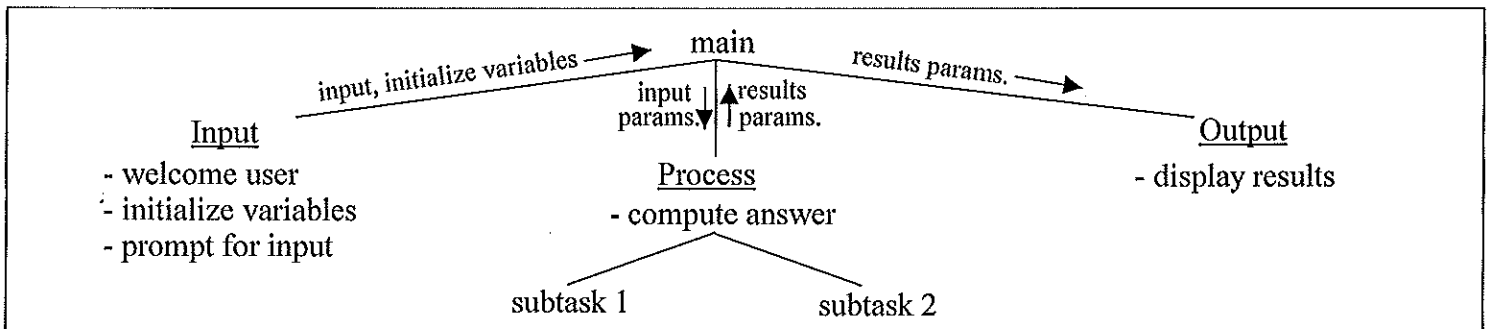 main
input, initialize variables
results params.
input params.
results params.
Input
- welcome user
- initialize variables
- prompt for input
Process
- compute answer
Output
- display results
subtask 1
subtask 2